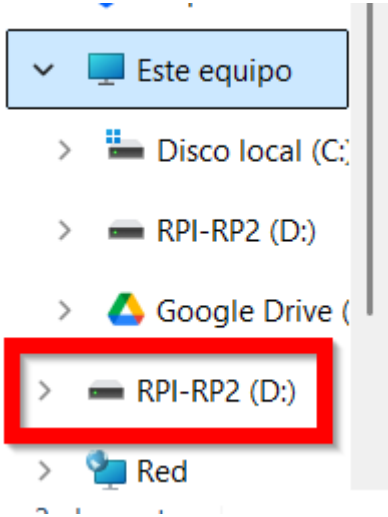 Este equipo
Disco local (C:
RPI-RP2 (D:)
Google Drive (
RPI-RP2 (D:)
Red